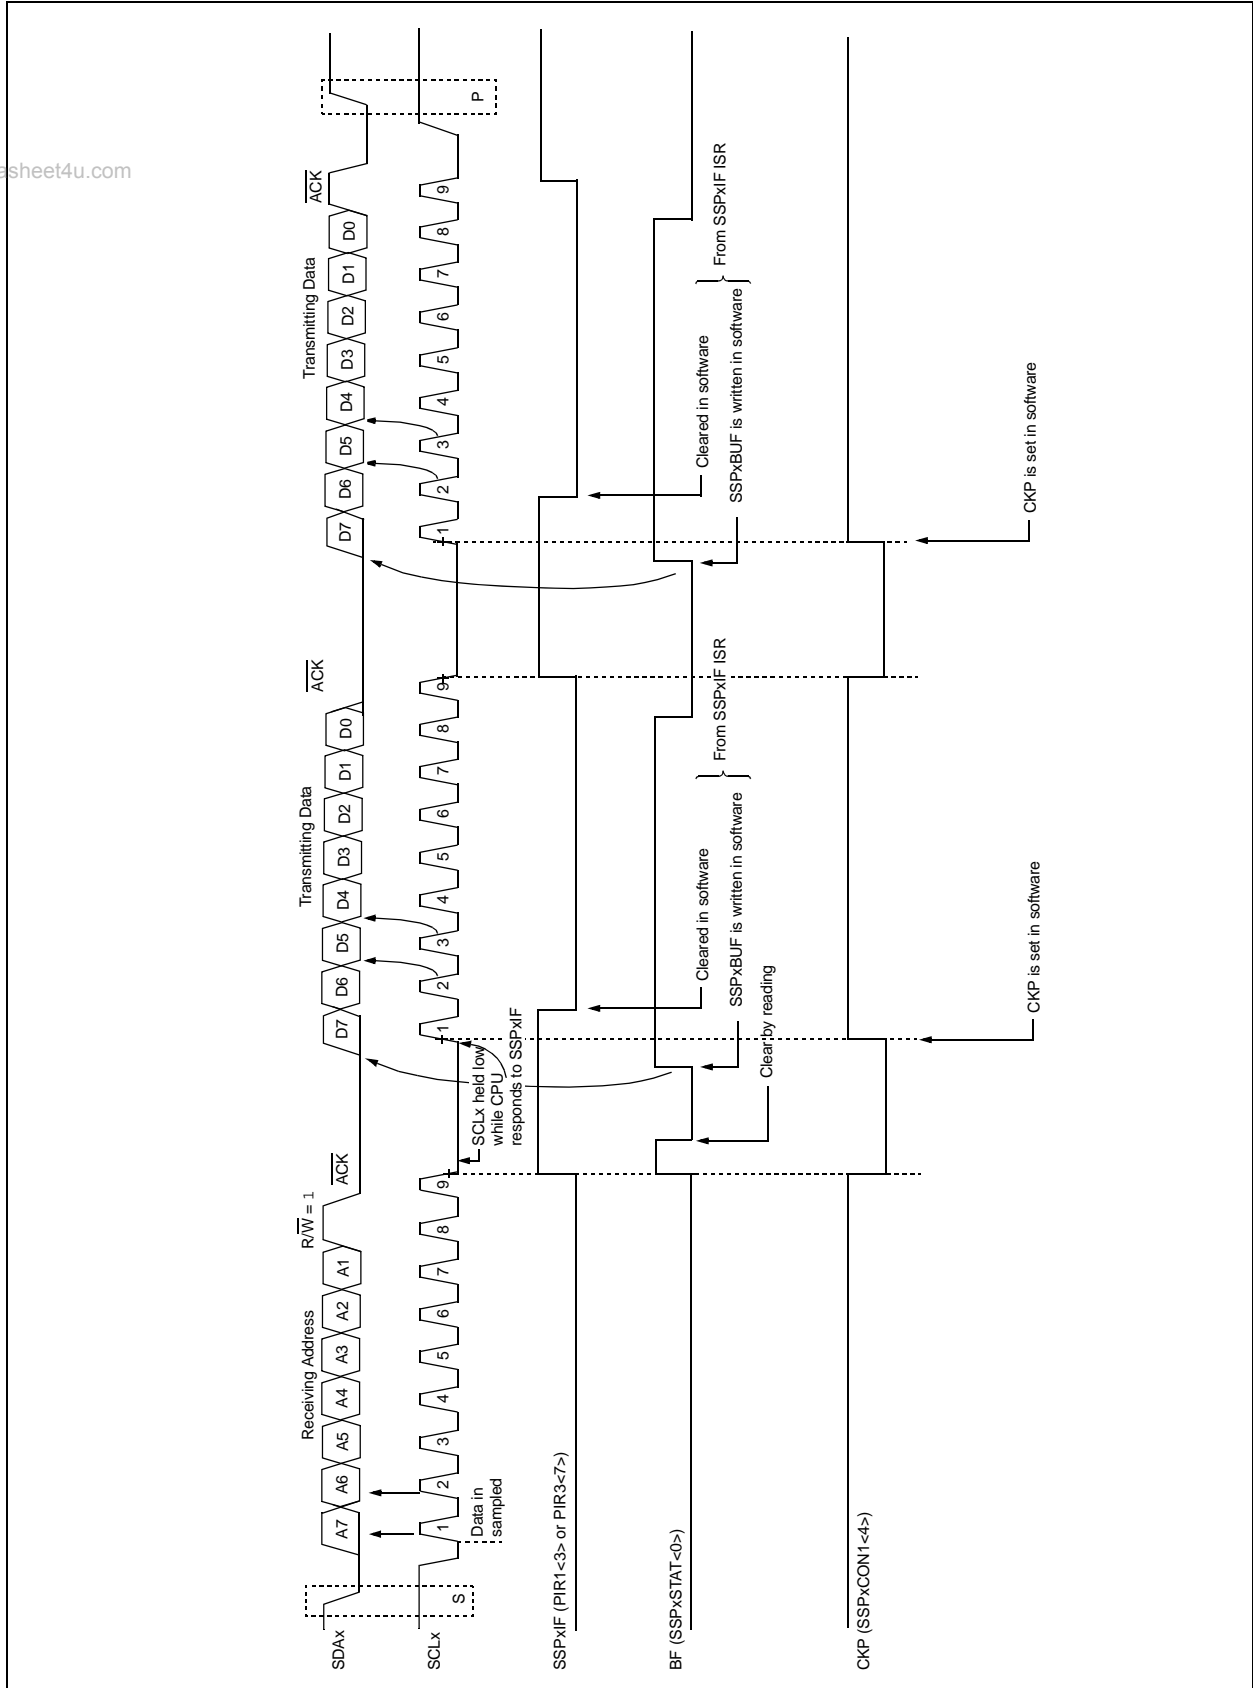 asheet4u.com
Receiving Address
R/W = 1
ACK
Transmitting Data
ACK
Transmitting Data
ACK
SDAx
A7 A6 A5 A4 A3 A2 A1
D7 D6 D5 D4 D3 D2 D1 D0
D7 D6 D5 D4 D3 D2 D1 D0
SCLx
1 2 3 4 5 6 7 8 9
1 2 3 4 5 6 7 8 9
1 2 3 4 5 6 7 8 9
S
P
Data in
sampled
SCLx held low
while CPU
responds to SSPxIF
SSPxIF (PIR1<3> or PIR3<7>)
BF (SSPxSTAT<0>)
Cleared in software
From SSPxIF ISR
SSPxBUF is written in software
Clear by reading
Cleared in software
From SSPxIF ISR
SSPxBUF is written in software
CKP (SSPxCON1<4>)
CKP is set in software
CKP is set in software